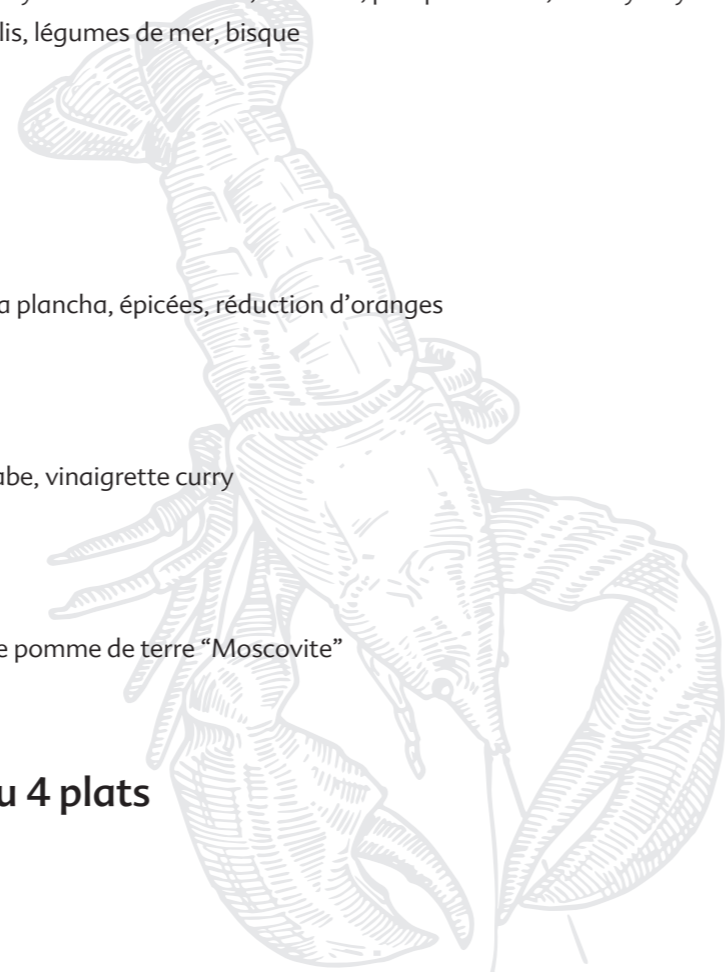 lis, légumes de mer, bisque
a plancha, épicées, réduction d’oranges
abe, vinaigrette curry
e pomme de terre “Moscovite”
u 4 plats